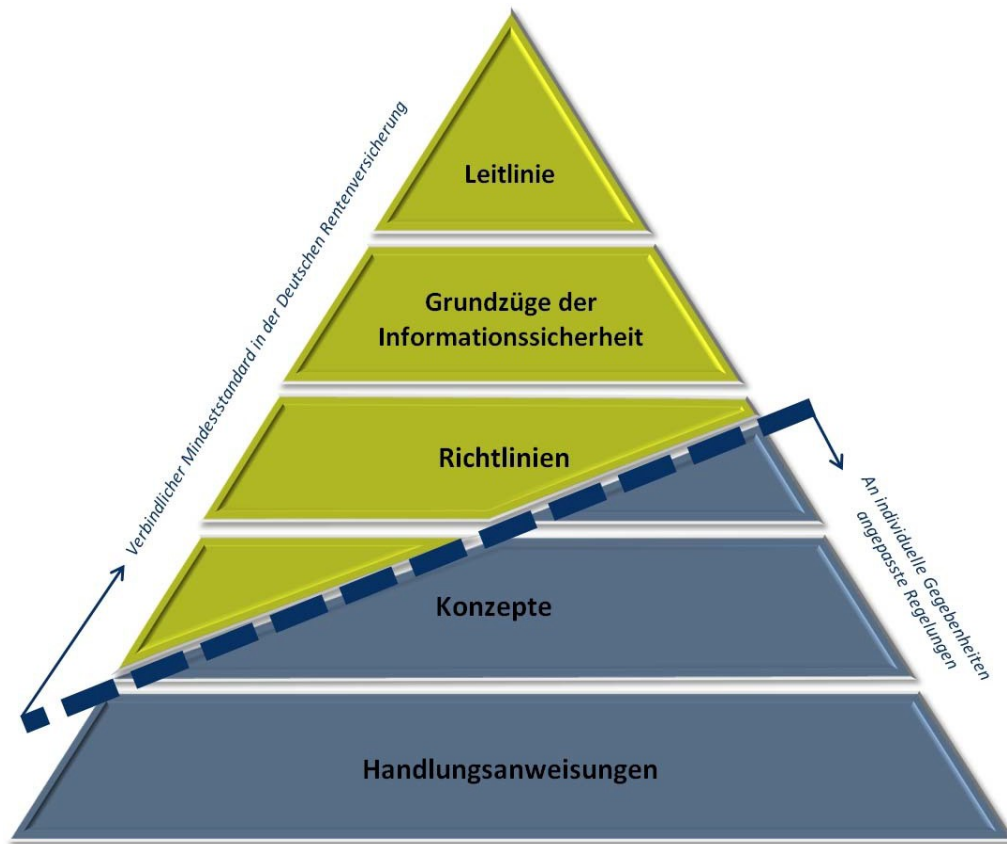 Leitlinie
Grundzüge der
Informationssicherheit
Richtlinien
Konzepte
Handlungsanweisungen
Verbindlicher Mindeststandard in der Deutschen Rentenversicherung
An individuelle Gegebenheiten
angepasste Regelungen